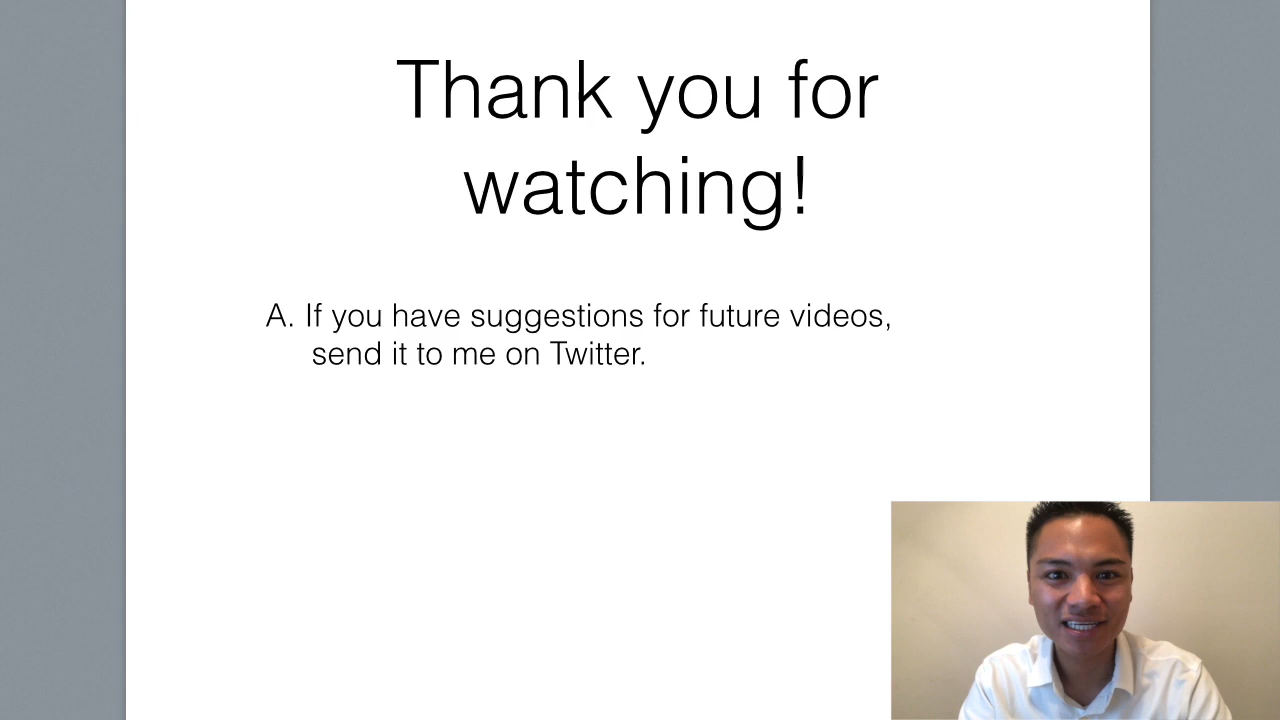 Thank you for
watching!
A. If you have suggestions for future videos,
send it to me on Twitter.